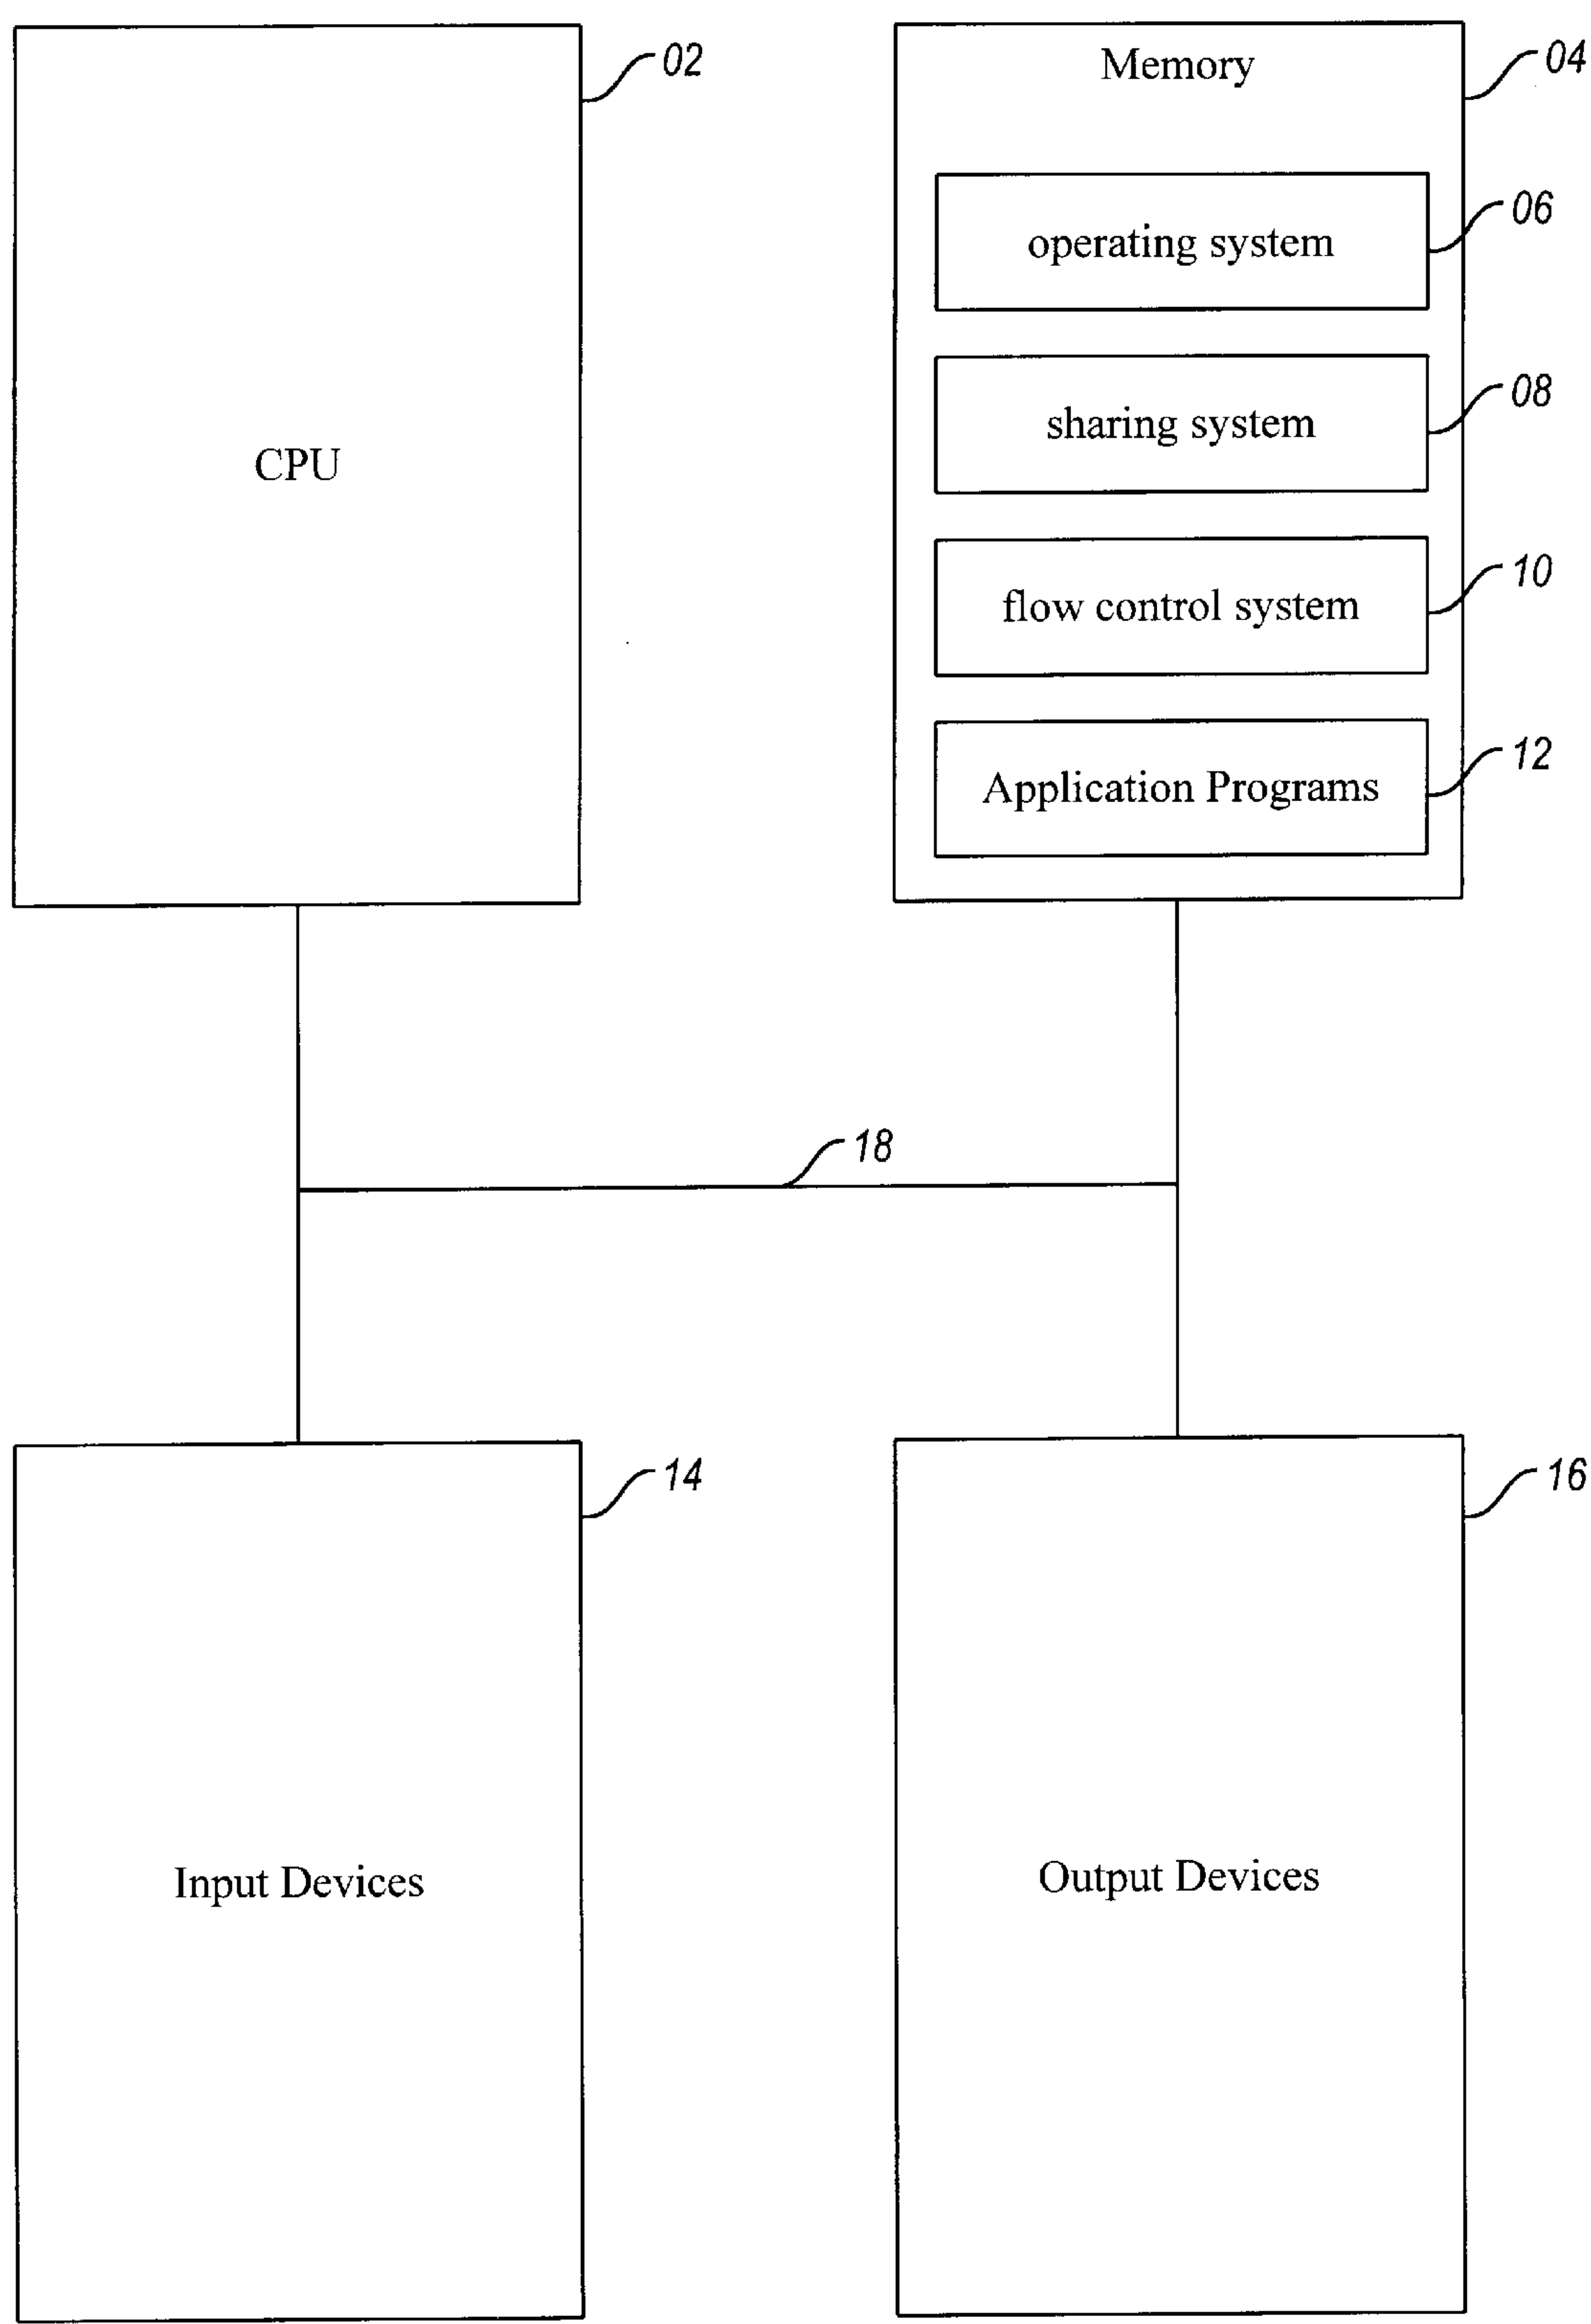 02
CPU
Memory
04
operating system
06
sharing system
08
flow control system
10
Application Programs
12
18
14
Input Devices
16
Output Devices